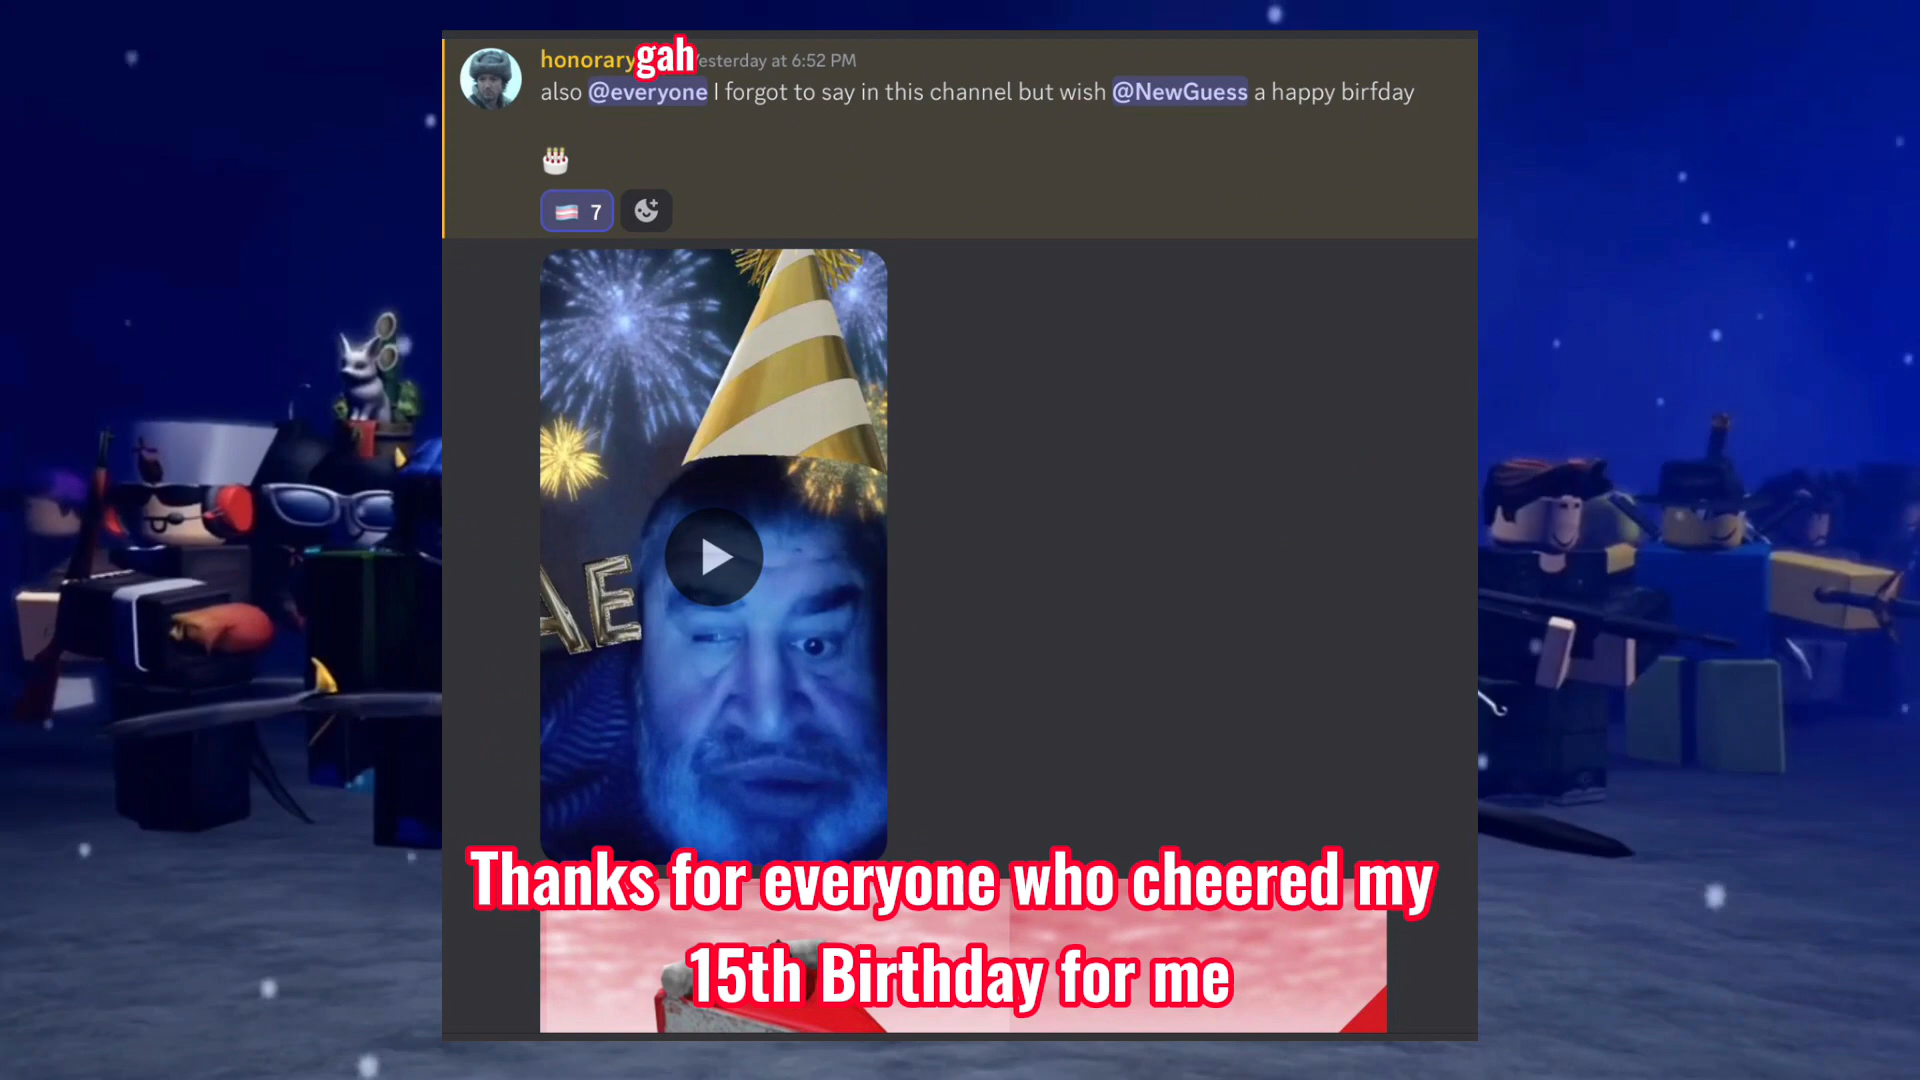 honorary gah Yesterday at 6:52 PM
also @everyone I forgot to say in this channel but wish @NewGuess a happy birfday
7
AE
Thanks for everyone who cheered my
15th Birthday for me